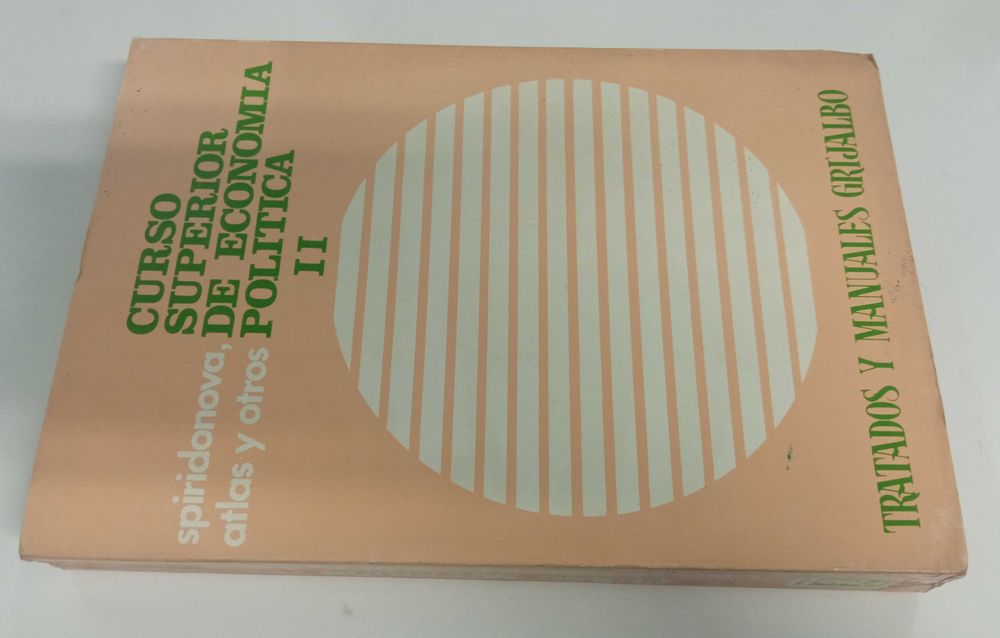 CURSO
SUPERIOR
DE ECONOMIA
POLITICA
II
spiridonova,
atlas y otros
TRATADOS Y MANUALES GRIJALBO